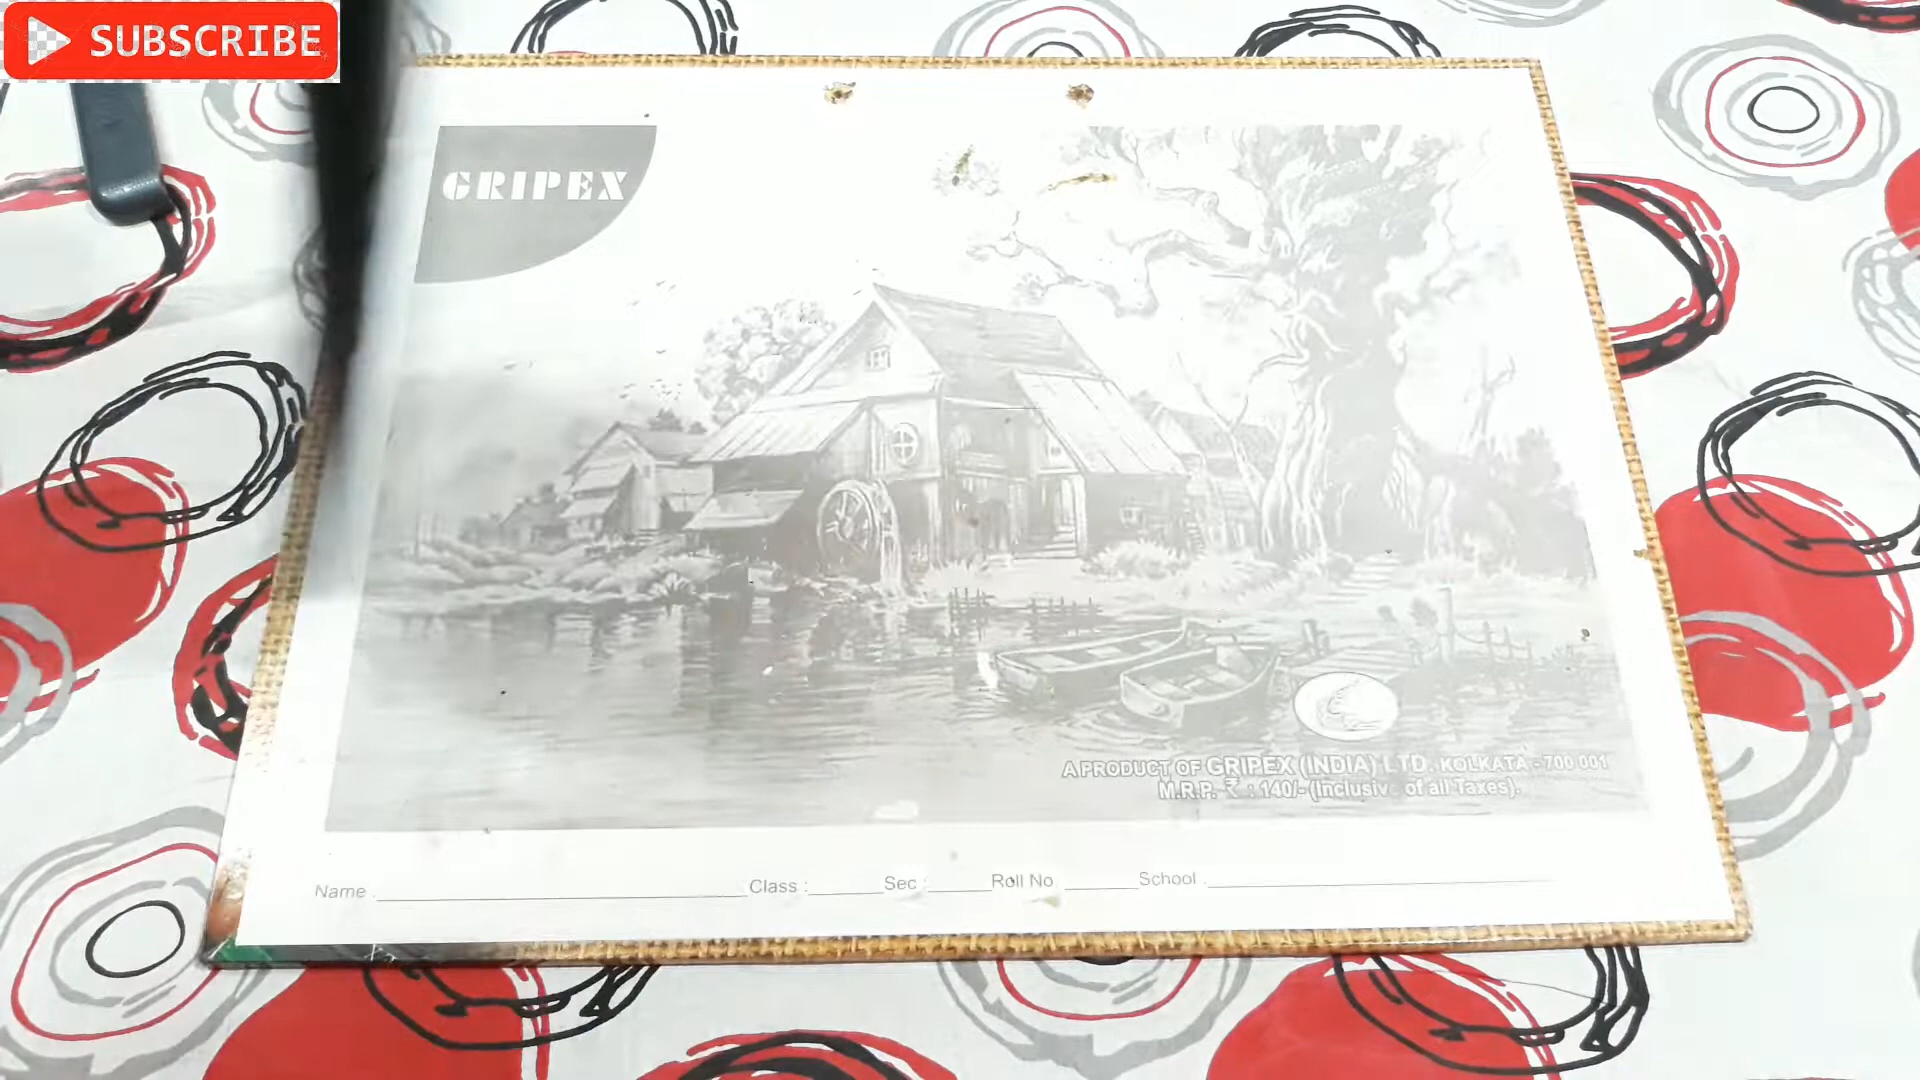 SUBSCRIBE
GRIPEX
A PRODUCT OF GRIPEX (INDIA) LTD. KOLKATA - 700 001
M.R.P. ₹ : 140/- (Inclusive of all Taxes).
Name . Class : Sec : Roll No School .